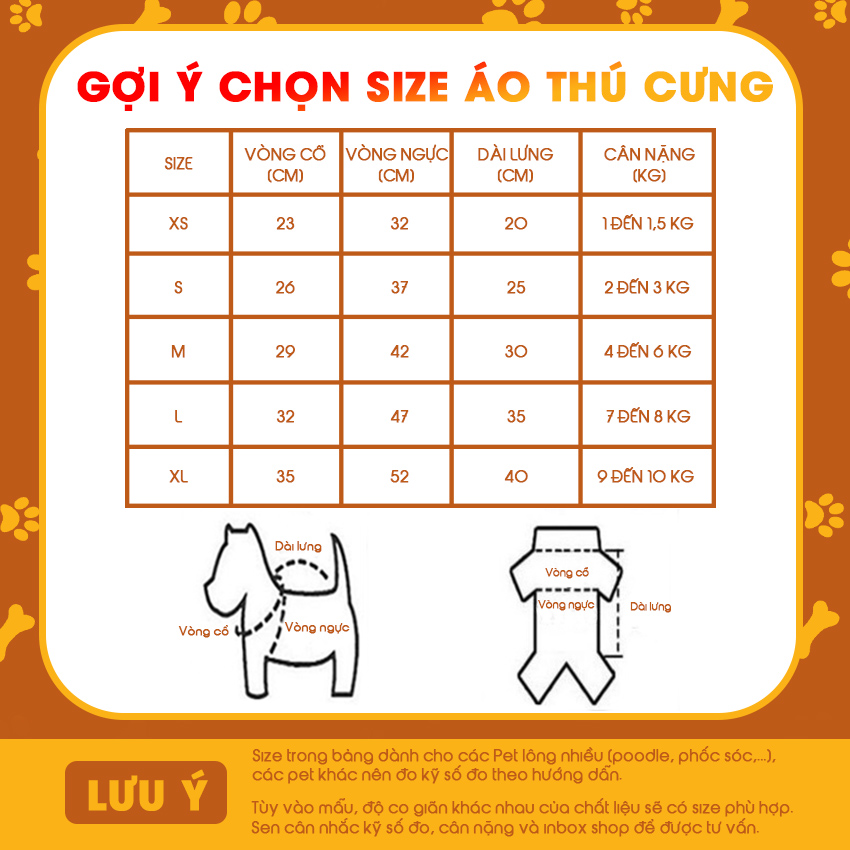 GỢI Ý CHỌN SIZE ÁO THÚ CƯNG
SIZE
VÒNG CỔ (CM)
VÒNG NGỰC (CM)
DÀI LƯNG (CM)
CÂN NẶNG (KG)
XS 23 32 20 1 ĐẾN 1,5 KG
S 26 37 25 2 ĐẾN 3 KG
M 29 42 30 4 ĐẾN 6 KG
L 32 47 35 7 ĐẾN 8 KG
XL 35 52 40 9 ĐẾN 10 KG
Dài lưng
Vòng cổ
Vòng ngực
Vòng cổ
Vòng ngực
Dài lưng
LƯU Ý
Size trong bảng dành cho các Pet lông nhiều (poodle, phốc sóc,...),
các pet khác nên đo kỹ số đo theo hướng dẫn.
Tùy vào mẫu, độ co giãn khác nhau của chất liệu sẽ có size phù hợp.
Sen cân nhắc kỹ số đo, cân nặng và inbox shop để được tư vấn.